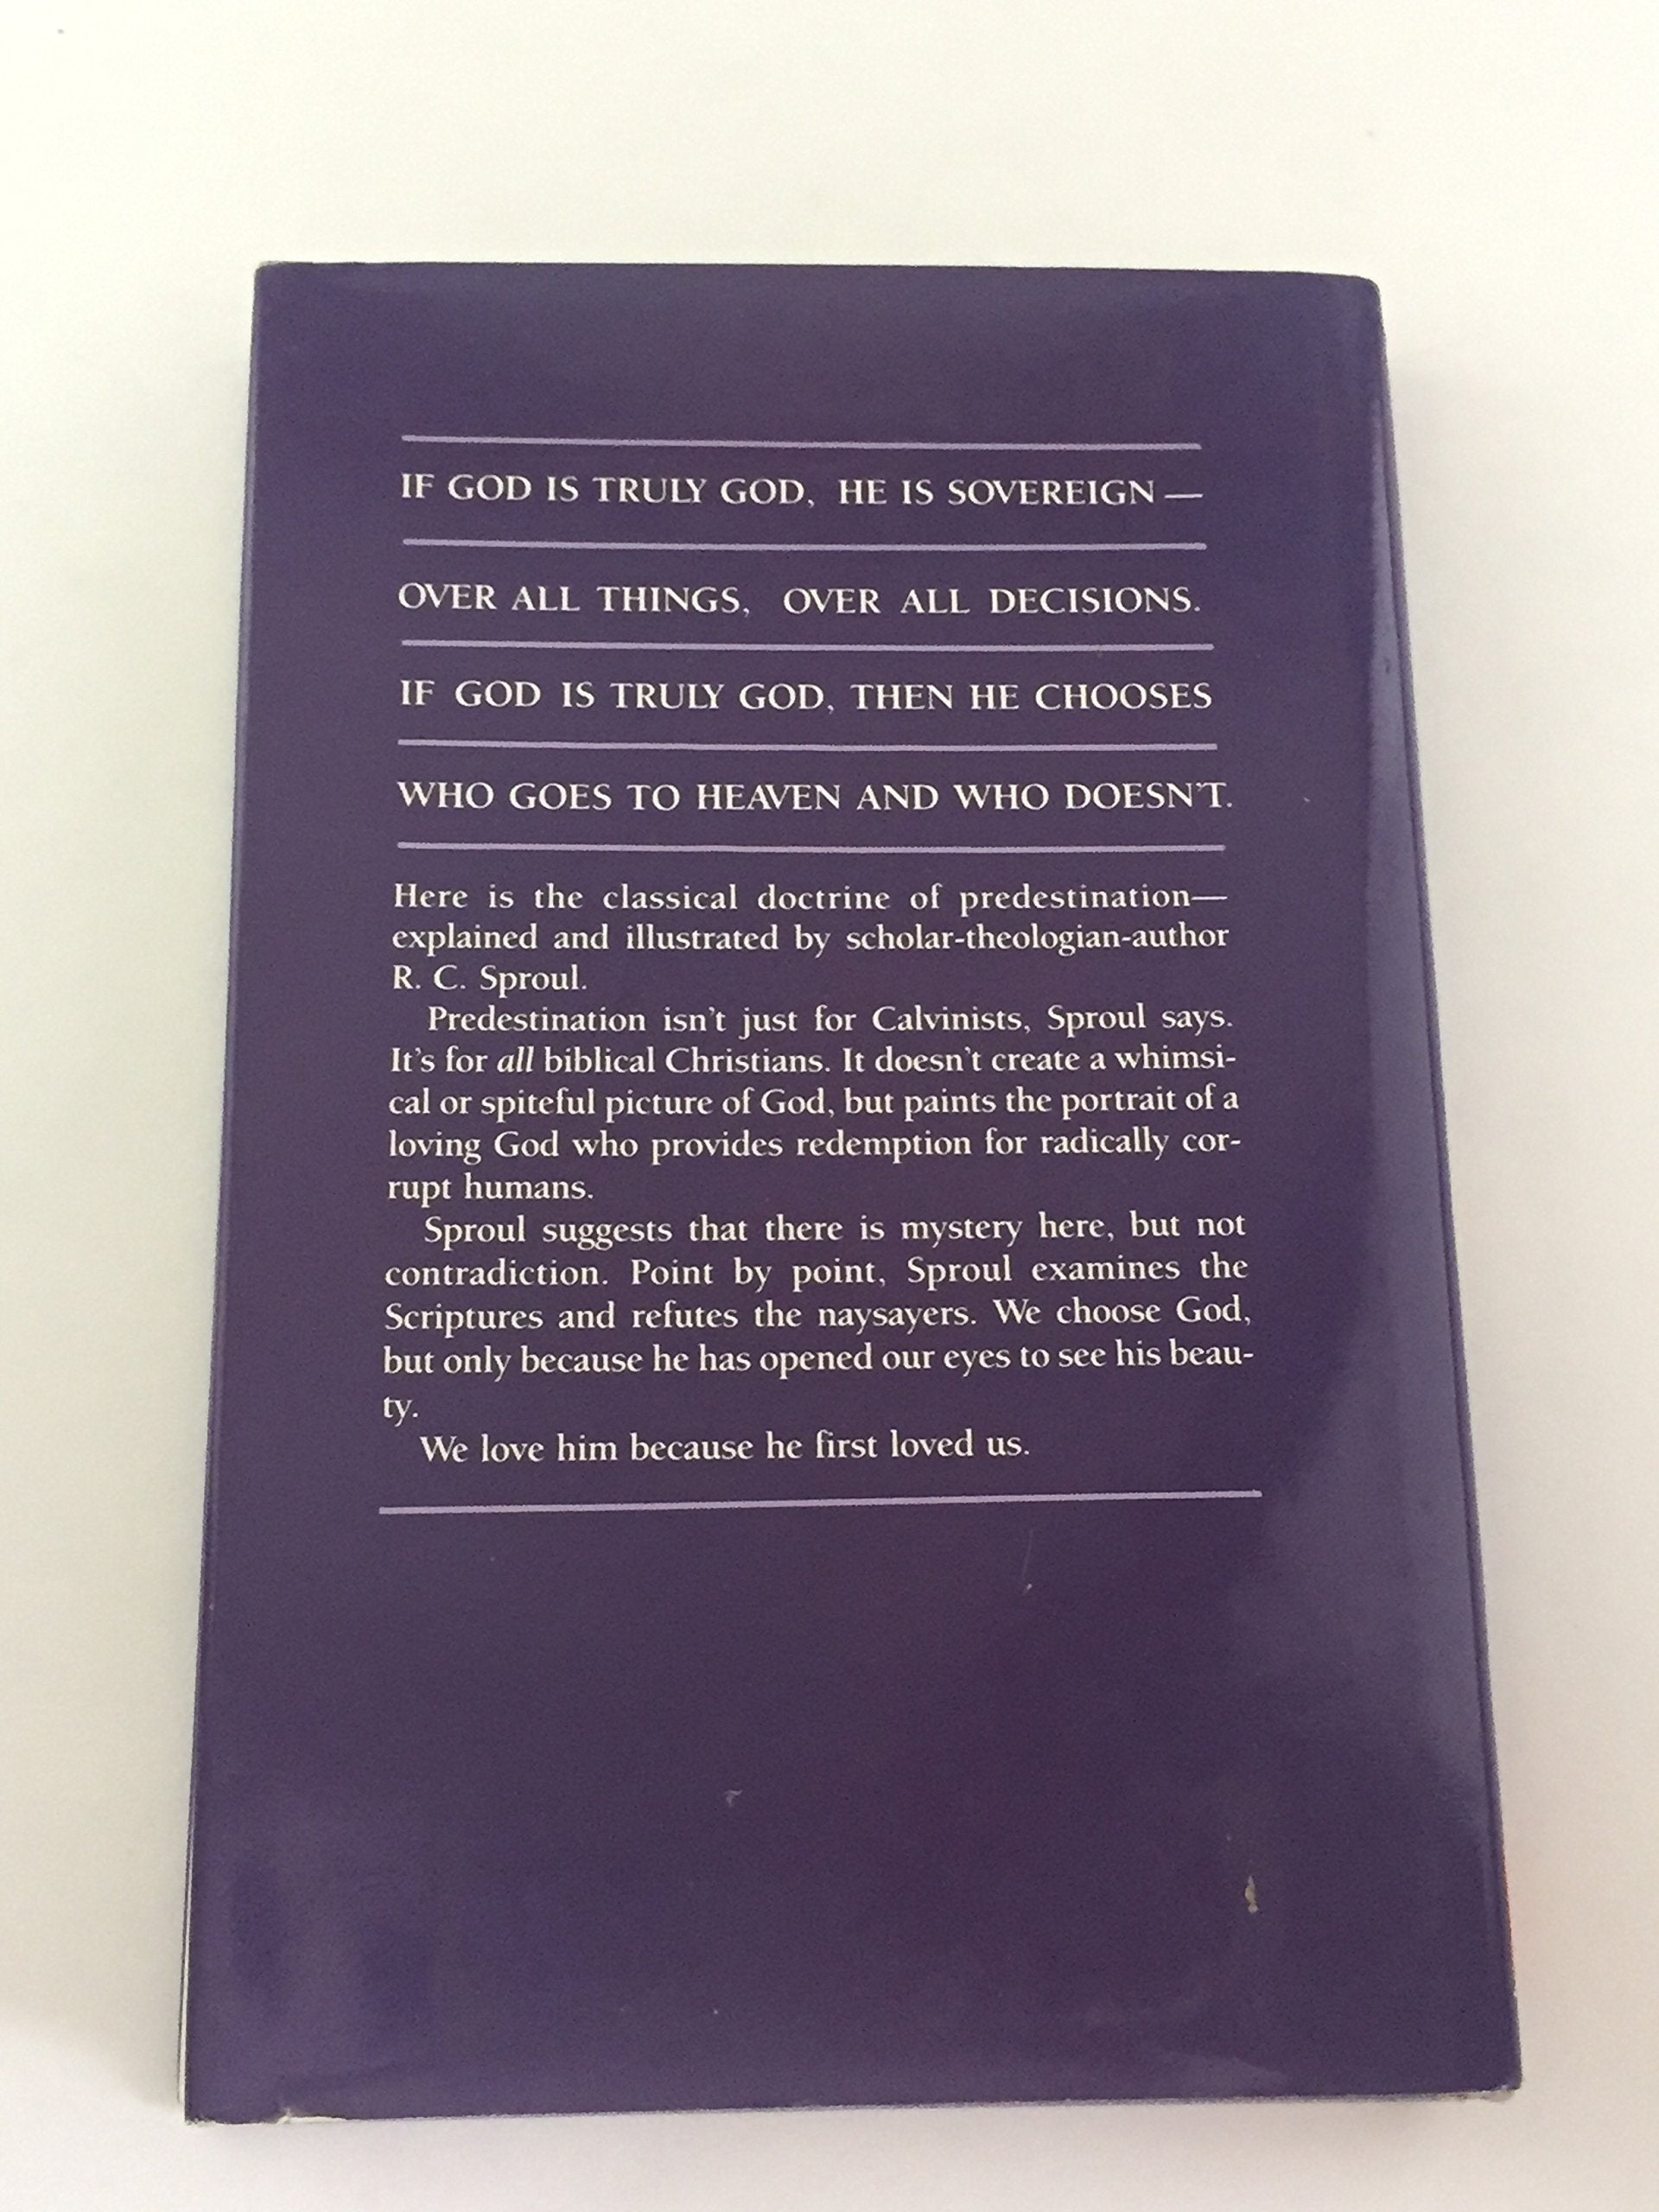 IF GOD IS TRULY GOD, HE IS SOVEREIGN—
OVER ALL THINGS, OVER ALL DECISIONS.
IF GOD IS TRULY GOD, THEN HE CHOOSES
WHO GOES TO HEAVEN AND WHO DOESN'T.
Here is the classical doctrine of predestination—
explained and illustrated by scholar-theologian-author
R. C. Sproul.
Predestination isn't just for Calvinists, Sproul says.
It's for all biblical Christians. It doesn't create a whimsi-
cal or spiteful picture of God, but paints the portrait of a
loving God who provides redemption for radically cor-
rupt humans.
Sproul suggests that there is mystery here, but not
contradiction. Point by point, Sproul examines the
Scriptures and refutes the naysayers. We choose God,
but only because he has opened our eyes to see his beau-
ty.
We love him because he first loved us.